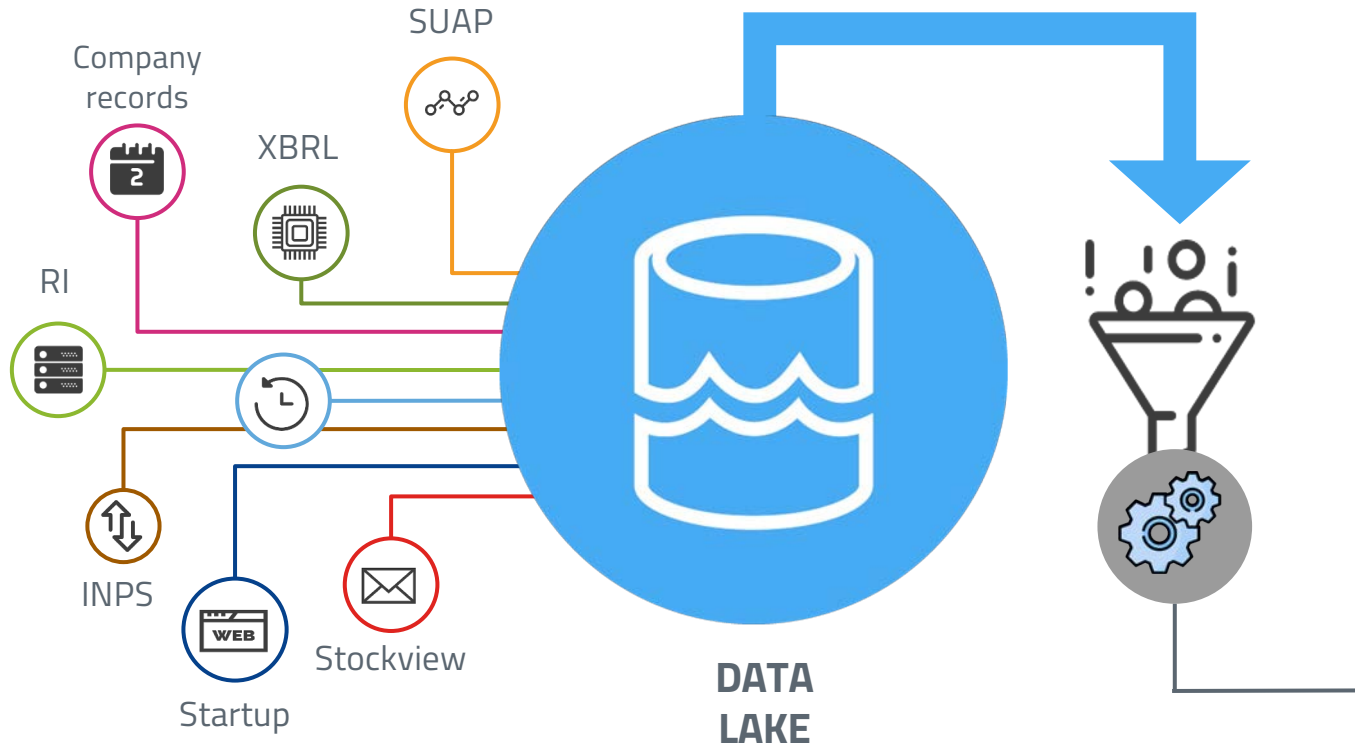 SUAP
Company
records
2
XBRL
RI
INPS
WEB
Startup
Stockview
DATA
LAKE